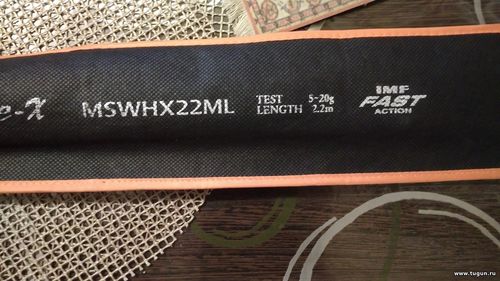 e-X
MSWHX22ML
TEST 5-20g
LENGTH 2.2m
IMF
FAST
ACTION
www.tugun.ru